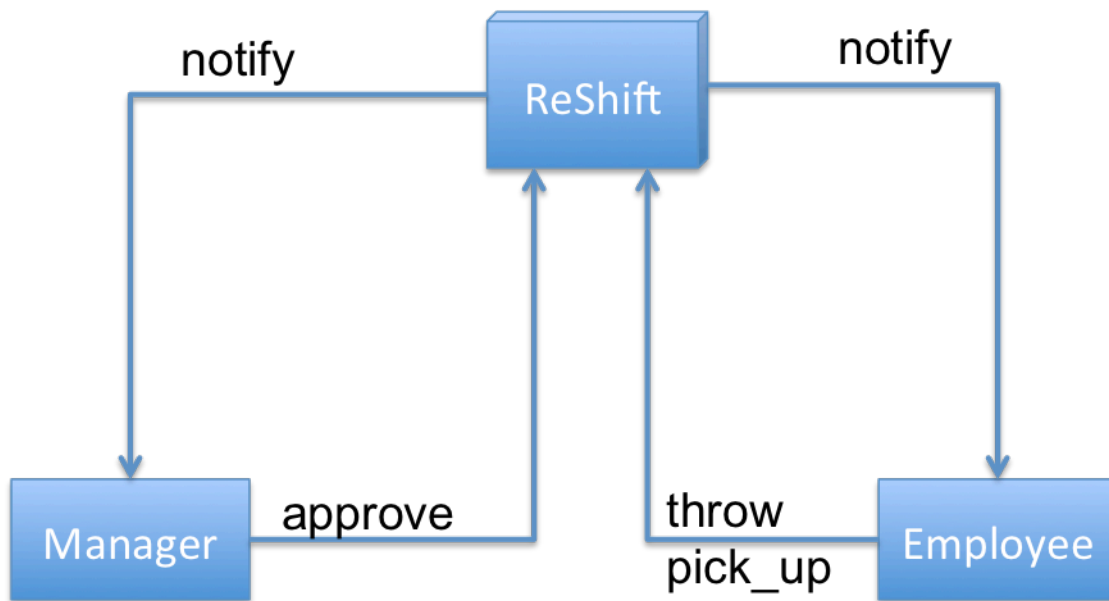 notify
notify
ReShift
approve
throw
pick_up
Manager
Employee